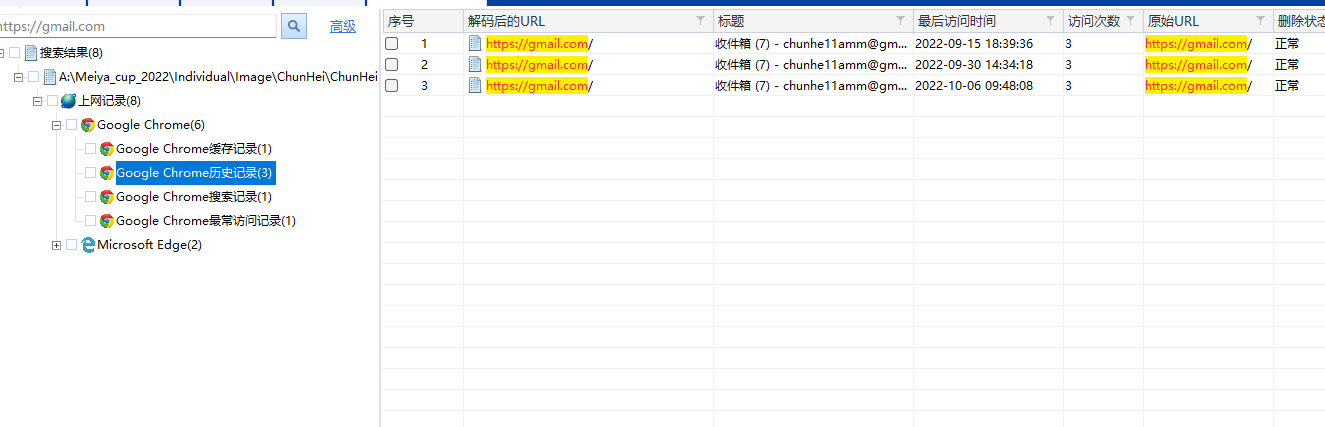 https://gmail.com
高级
搜索结果(8)
A:\Meiya_cup_2022\Individual\Image\ChunHei\ChunHei
上网记录(8)
Google Chrome(6)
Google Chrome缓存记录(1)
Google Chrome历史记录(3)
Google Chrome搜索记录(1)
Google Chrome最常访问记录(1)
Microsoft Edge(2)
序号 解码后的URL 标题 最后访问时间 访问次数 原始URL 删除状态
1 https://gmail.com/ 收件箱 (7) - chunhe11amm@gm... 2022-09-15 18:39:36 3 https://gmail.com/ 正常
2 https://gmail.com/ 收件箱 (7) - chunhe11amm@gm... 2022-09-30 14:34:18 3 https://gmail.com/ 正常
3 https://gmail.com/ 收件箱 (7) - chunhe11amm@gm... 2022-10-06 09:48:08 3 https://gmail.com/ 正常